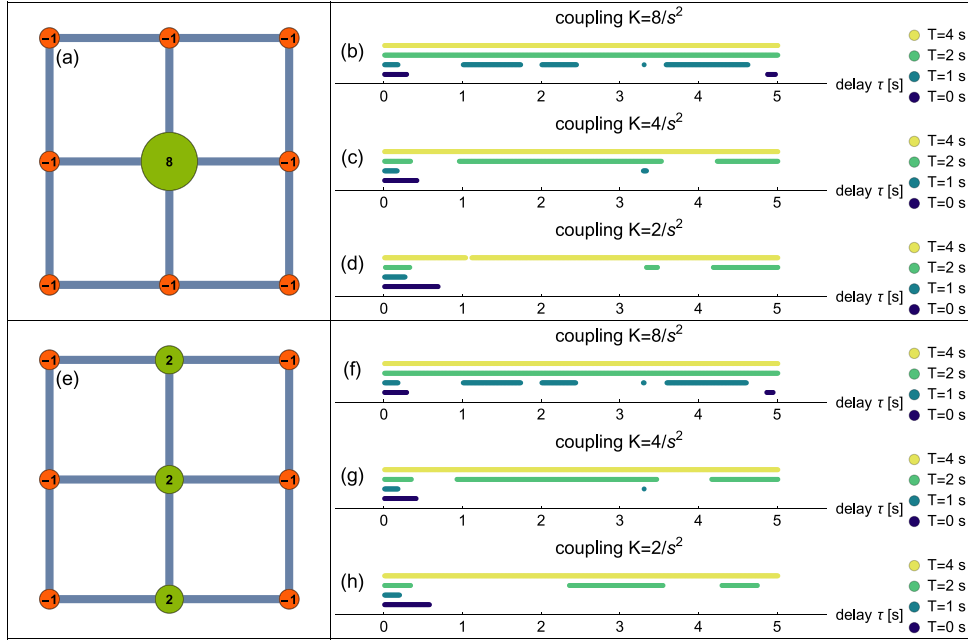 -1 -1 -1
(a)
-1 8 -1
-1 -1 -1
coupling K=8/s²
(b)
T=4 s
T=2 s
T=1 s
T=0 s
0 1 2 3 4 5
delay τ [s]
coupling K=4/s²
(c)
T=4 s
T=2 s
T=1 s
T=0 s
0 1 2 3 4 5
delay τ [s]
coupling K=2/s²
(d)
T=4 s
T=2 s
T=1 s
T=0 s
0 1 2 3 4 5
delay τ [s]
-1 2 -1
(e)
-1 2 -1
-1 2 -1
coupling K=8/s²
(f)
T=4 s
T=2 s
T=1 s
T=0 s
0 1 2 3 4 5
delay τ [s]
coupling K=4/s²
(g)
T=4 s
T=2 s
T=1 s
T=0 s
0 1 2 3 4 5
delay τ [s]
coupling K=2/s²
(h)
T=4 s
T=2 s
T=1 s
T=0 s
0 1 2 3 4 5
delay τ [s]